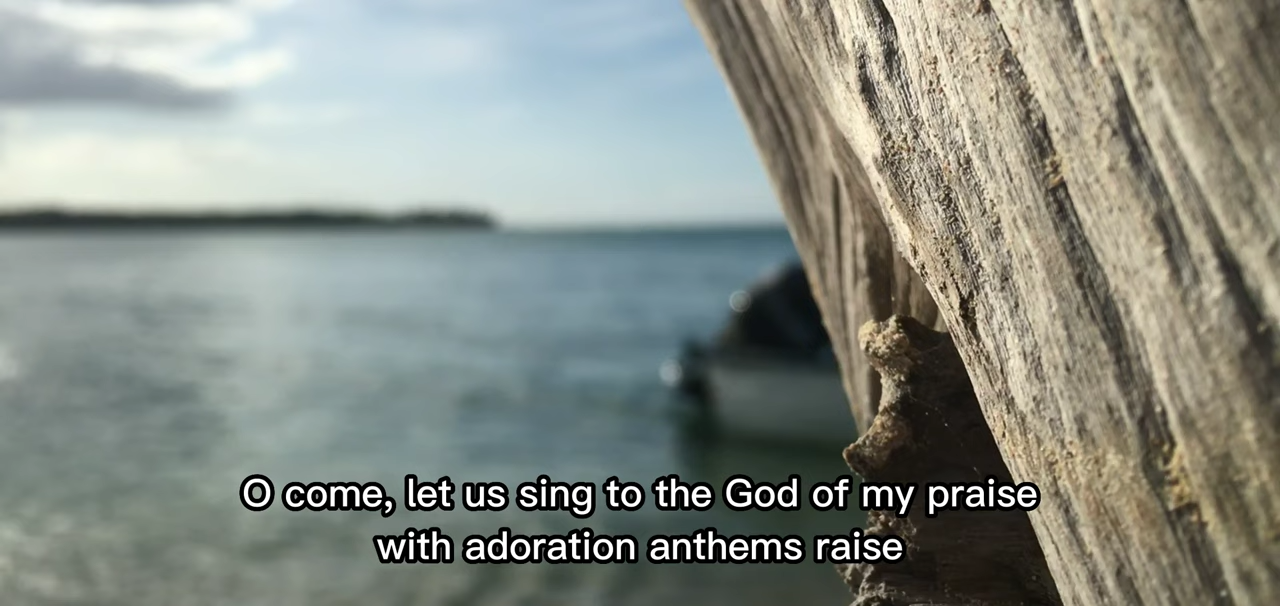 O come, let us sing to the God of my praise
with adoration anthems raise